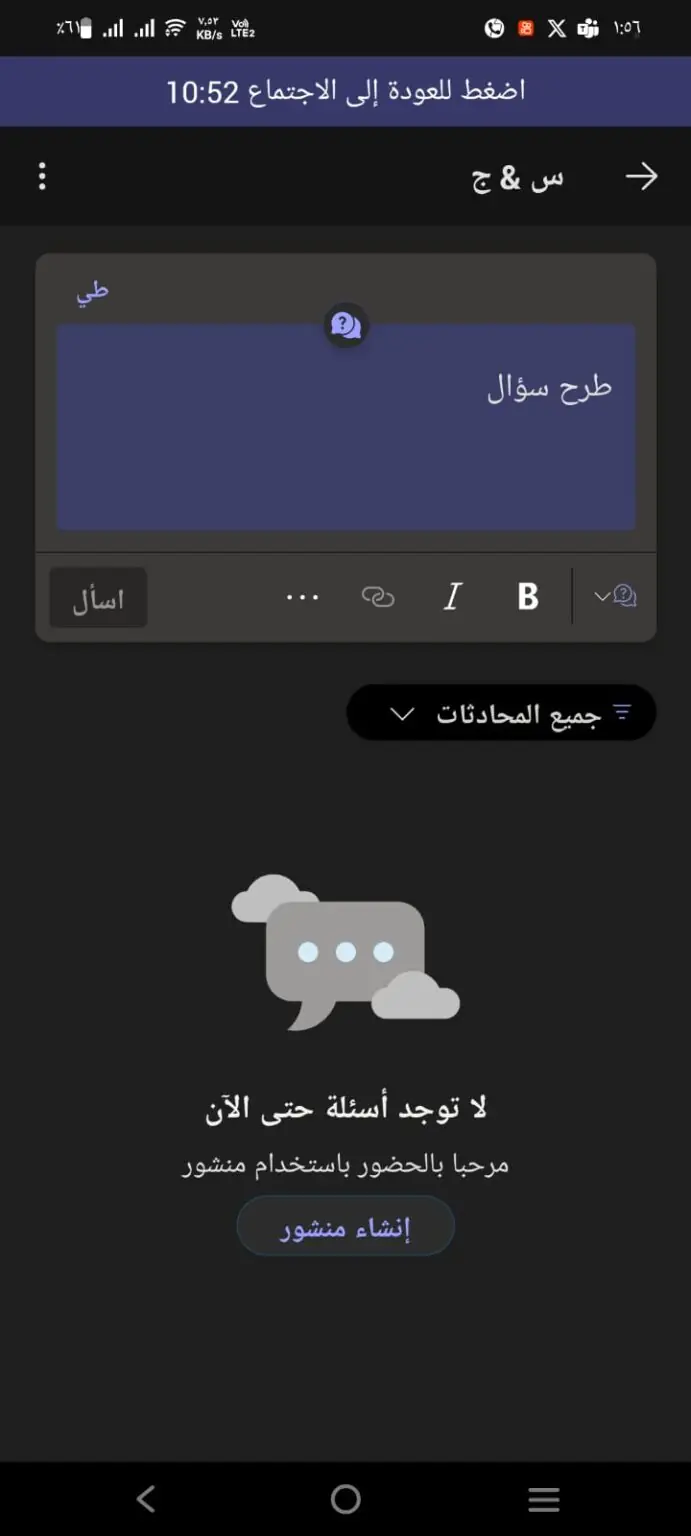 ٪٦١ ٧,٥٢ KB/s Vo) LTE2 ١:٥٦
اضغط للعودة إلى الاجتماع 10:52
س & ج
طي
طرح سؤال
B I ... اسأل
جميع المحادثات
لا توجد أسئلة حتى الآن
مرحبا بالحضور باستخدام منشور
إنشاء منشور